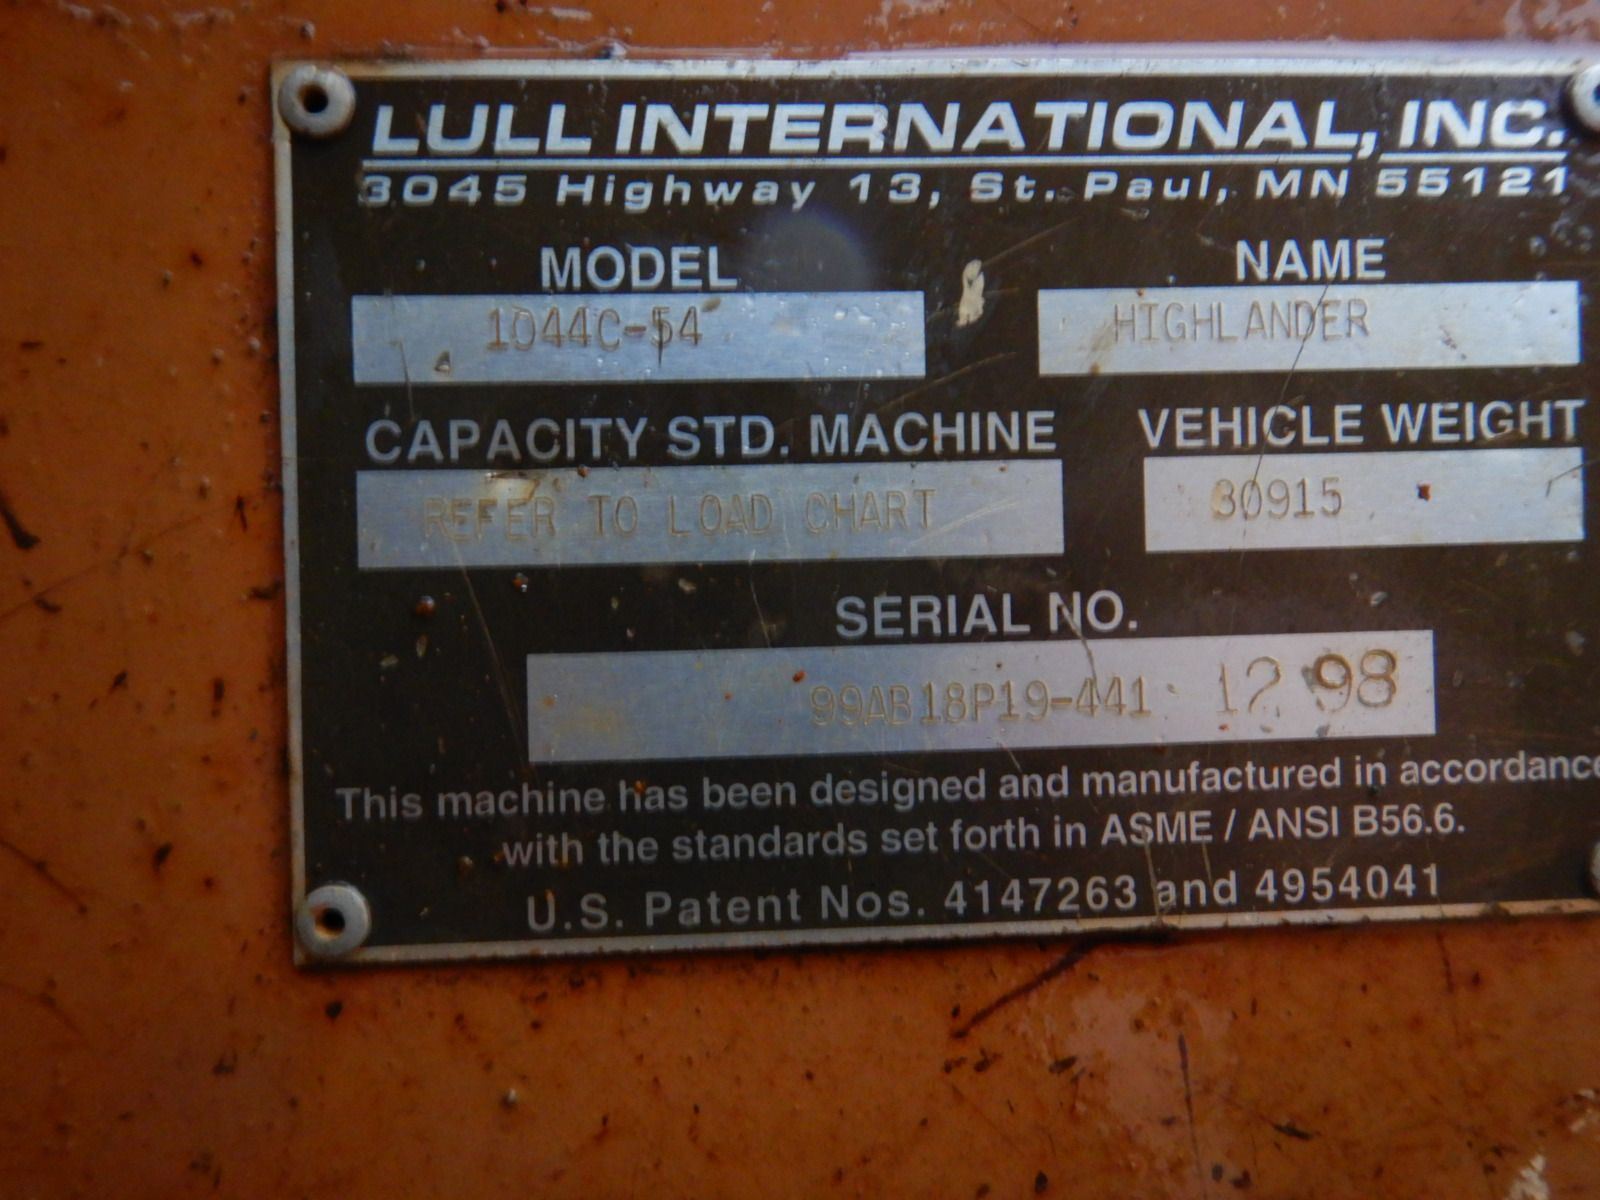 LULL INTERNATIONAL, INC.
3045 Highway 13, St. Paul, MN 55121
MODEL NAME
1044C-54 HIGHLANDER
CAPACITY STD. MACHINE VEHICLE WEIGHT
REFER TO LOAD CHART 30915
SERIAL NO.
99AB18P19-441 12 98
This machine has been designed and manufactured in accordance
with the standards set forth in ASME / ANSI B56.6.
U.S. Patent Nos. 4147263 and 4954041